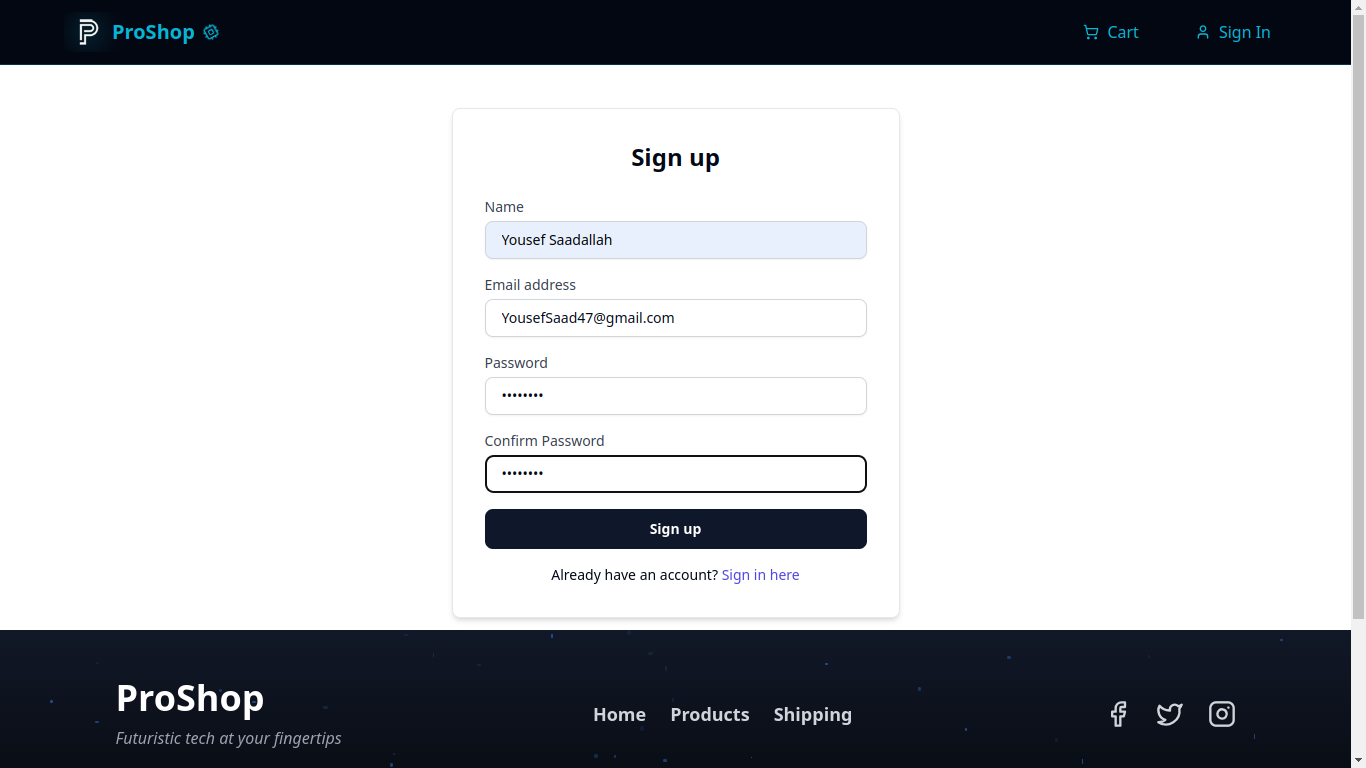 ProShop
Cart
Sign In
Sign up
Name
Yousef Saadallah
Email address
YousefSaad47@gmail.com
Password
••••••••
Confirm Password
••••••••
Sign up
Already have an account? Sign in here
ProShop
Futuristic tech at your fingertips
Home
Products
Shipping